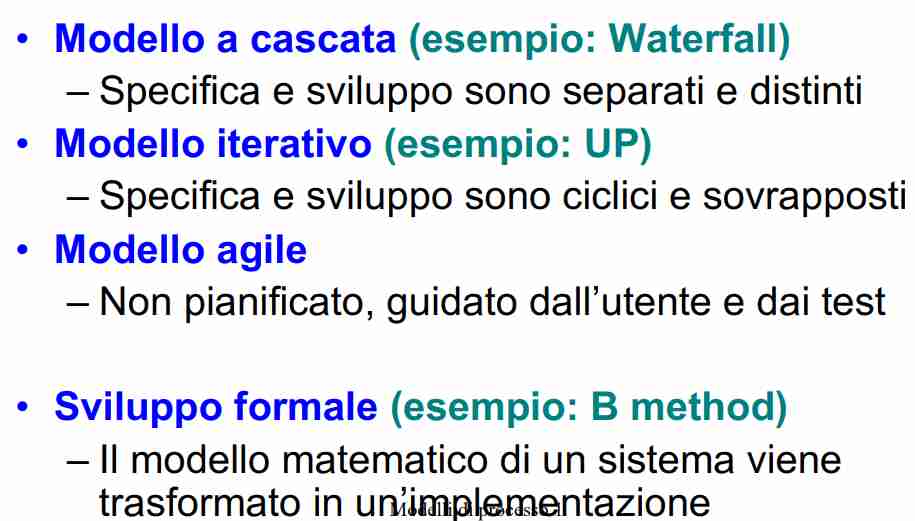 • Modello a cascata (esempio: Waterfall)
– Specifica e sviluppo sono separati e distinti
• Modello iterativo (esempio: UP)
– Specifica e sviluppo sono ciclici e sovrapposti
• Modello agile
– Non pianificato, guidato dall’utente e dai test
• Sviluppo formale (esempio: B method)
– Il modello matematico di un sistema viene
trasformato in un’implementazione
Modelli di processo 1